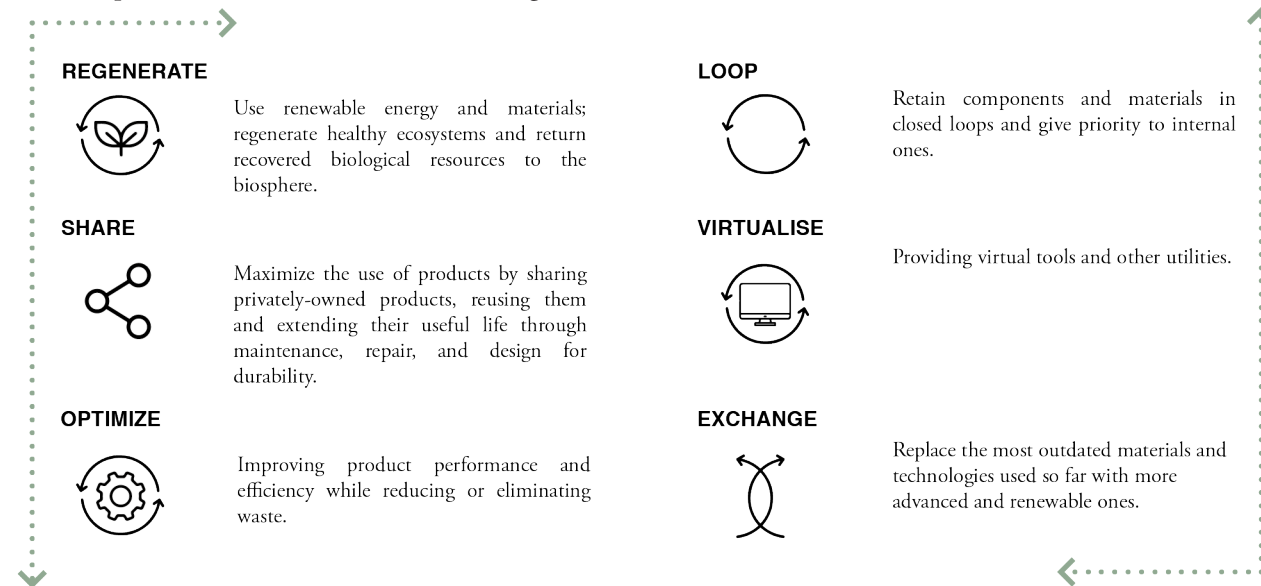 REGENERATE
Use renewable energy and materials;
regenerate healthy ecosystems and return
recovered biological resources to the
biosphere.
SHARE
Maximize the use of products by sharing
privately-owned products, reusing them
and extending their useful life through
maintenance, repair, and design for
durability.
OPTIMIZE
Improving product performance and
efficiency while reducing or eliminating
waste.
LOOP
Retain components and materials in
closed loops and give priority to internal
ones.
VIRTUALISE
Providing virtual tools and other utilities.
EXCHANGE
Replace the most outdated materials and
technologies used so far with more
advanced and renewable ones.